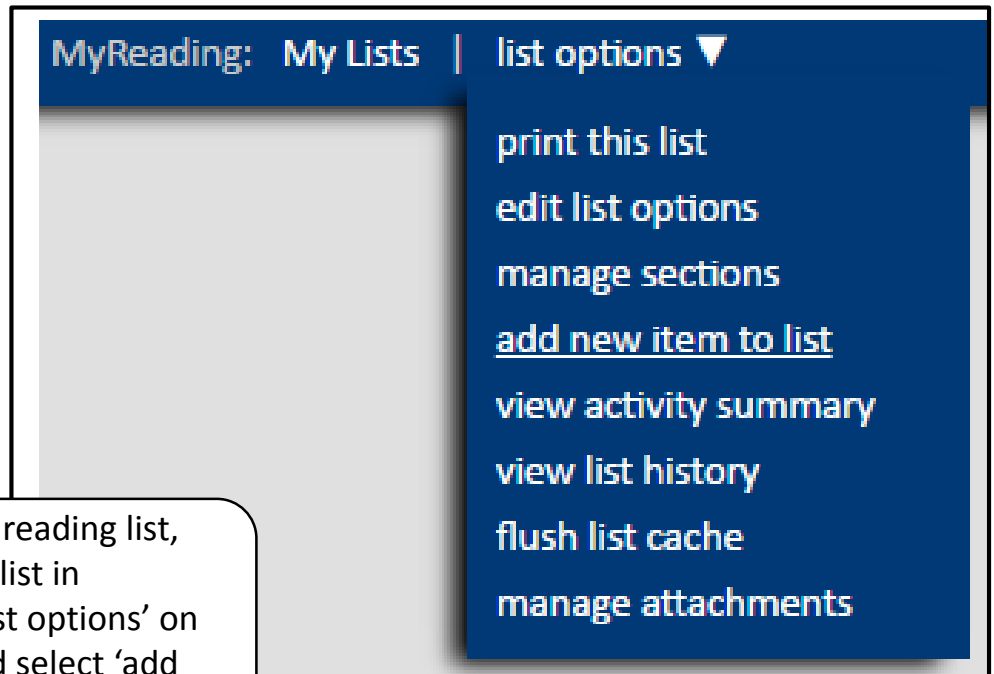 MyReading: My Lists | list options ▼
print this list
edit list options
manage sections
add new item to list
view activity summary
view list history
flush list cache
manage attachments
reading list,
list in
st options’ on
select ‘add